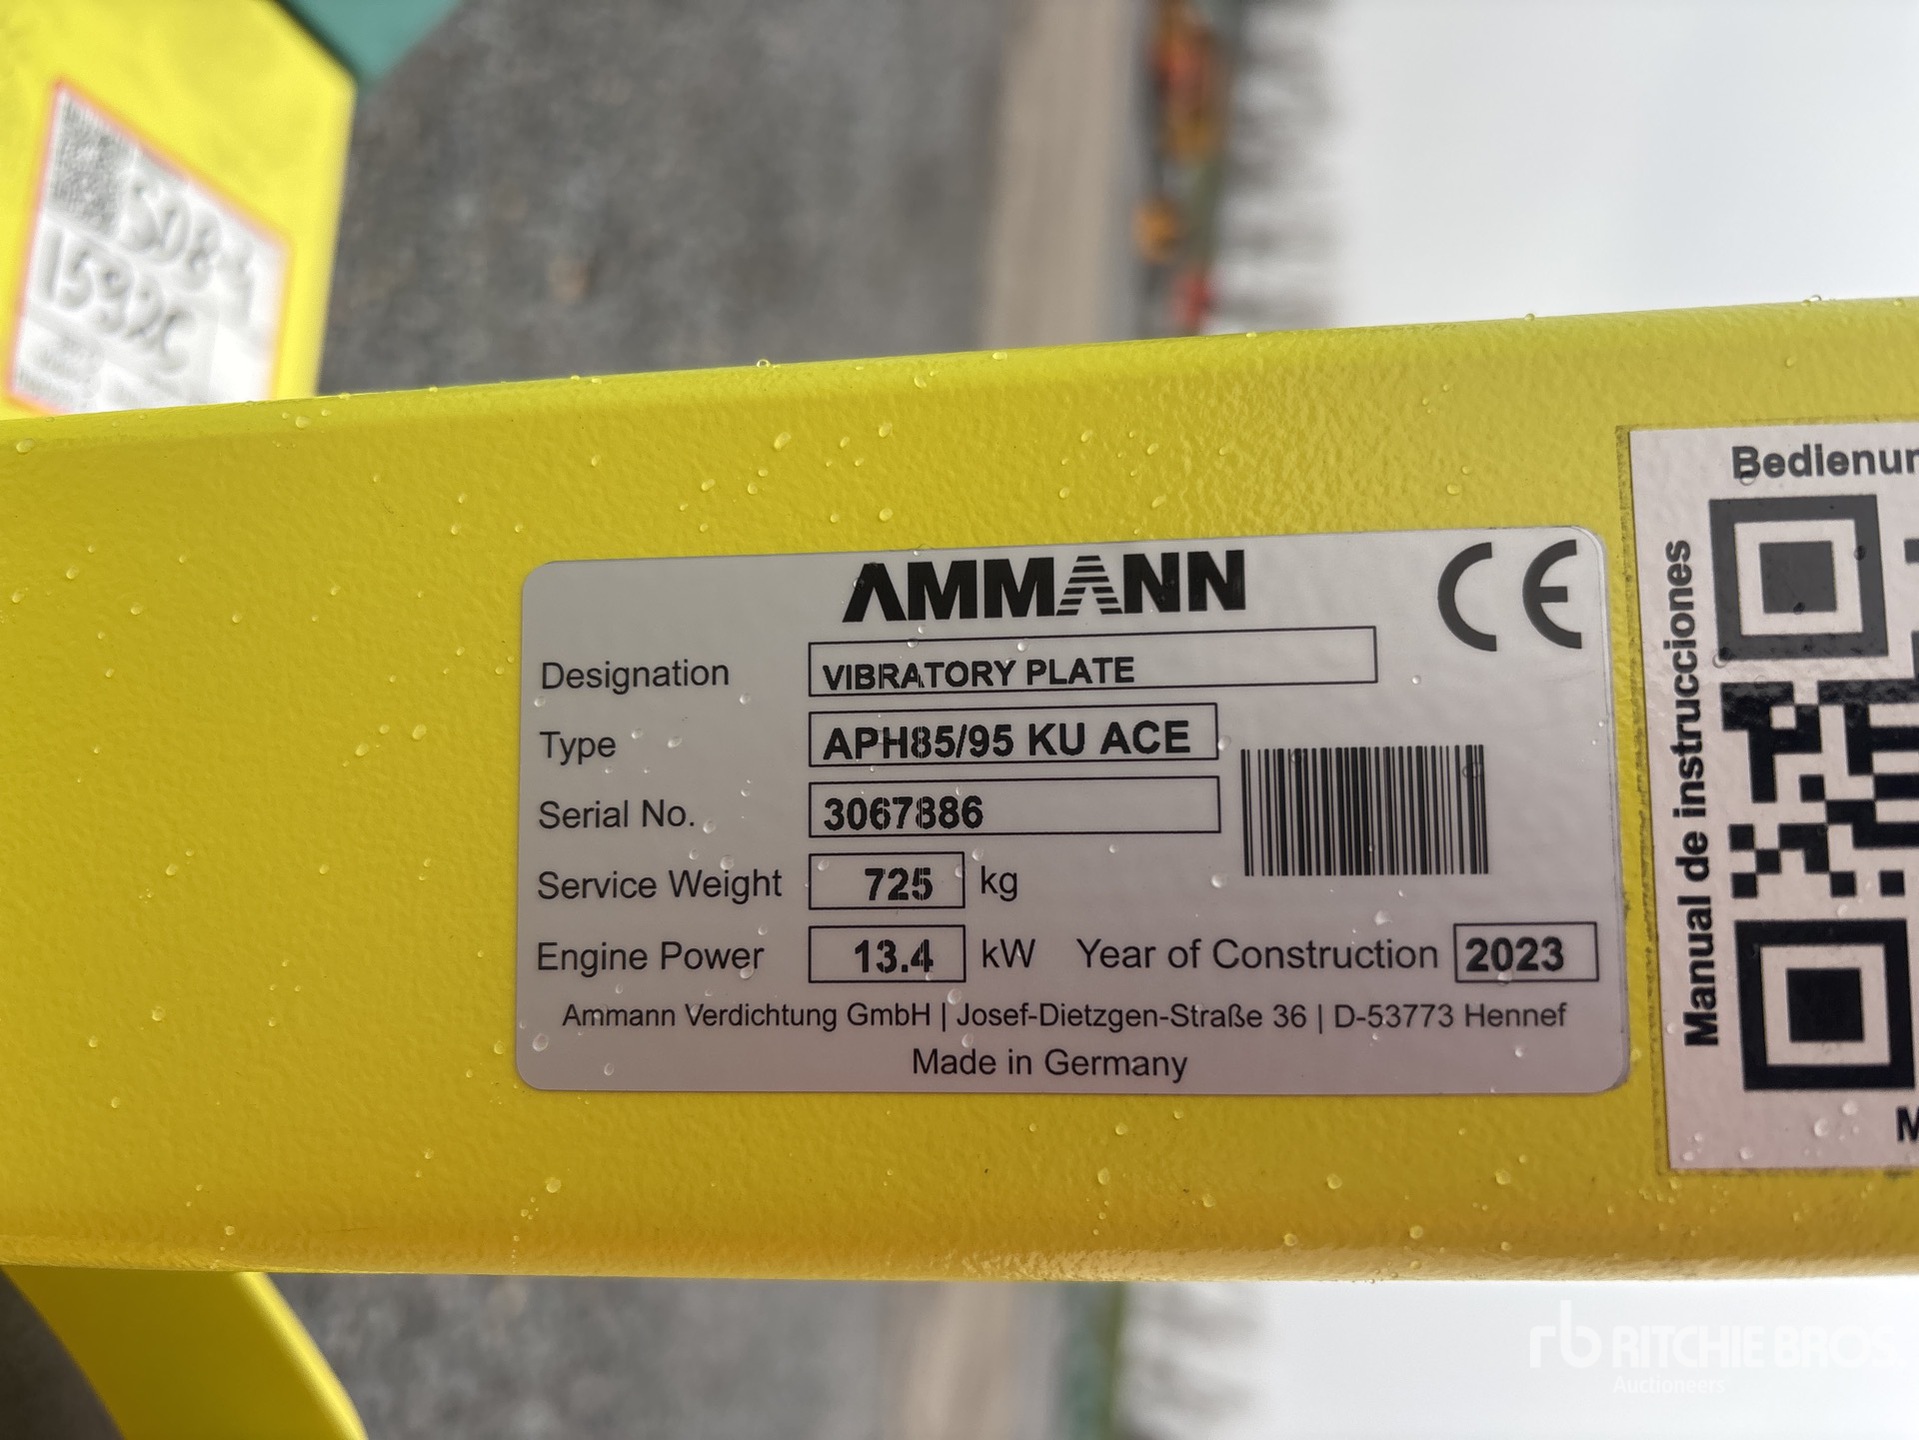 AMMANN
CE
Designation VIBRATORY PLATE
Type APH85/95 KU ACE
Serial No. 3067886
Service Weight 725 kg
Engine Power 13.4 kW Year of Construction 2023
Ammann Verdichtung GmbH | Josef-Dietzgen-Straße 36 | D-53773 Hennef
Made in Germany
Manual de instrucciones
rb RITCHIE BROS.
Auctioneers